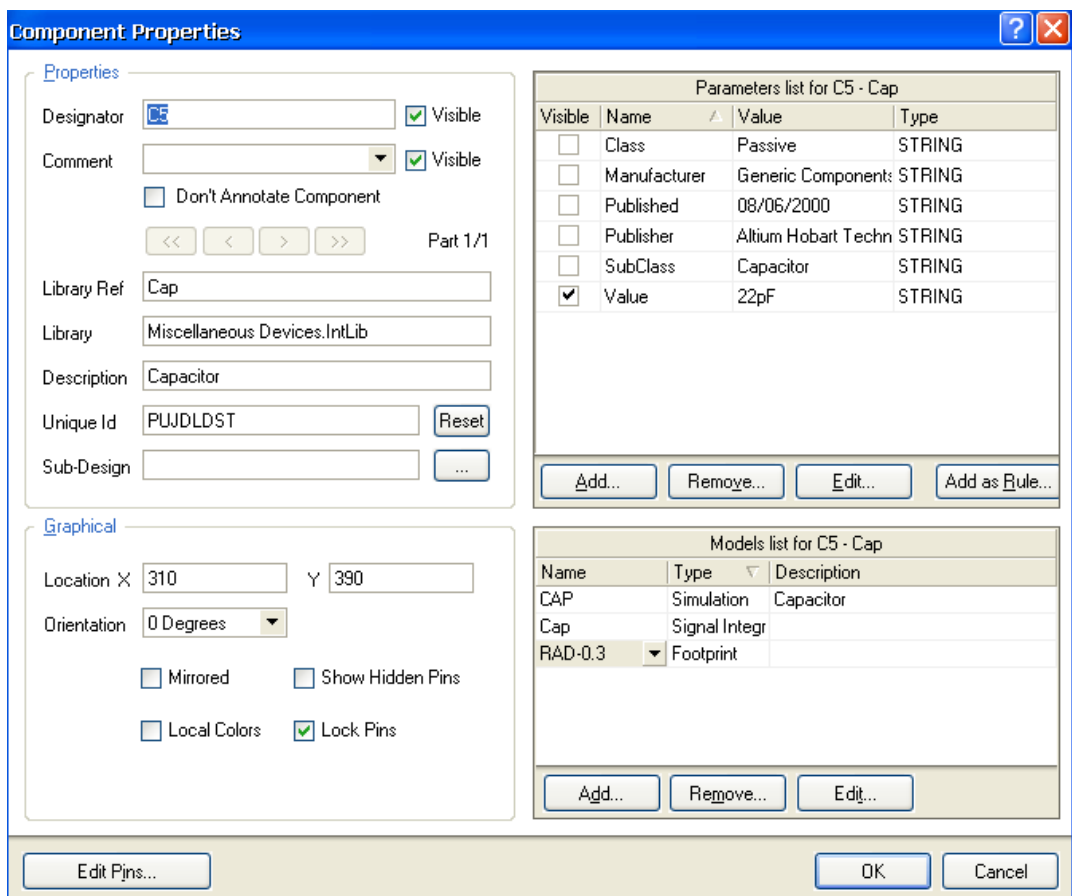 Component Properties
Properties
Designator C5 Visible
Comment Visible
Don't Annotate Component
<< < > >> Part 1/1
Library Ref Cap
Library Miscellaneous Devices.IntLib
Description Capacitor
Unique Id PUJDLDST Reset
Sub-Design ...
Graphical
Location X 310 Y 390
Orientation 0 Degrees
Mirrored Show Hidden Pins
Local Colors Lock Pins
Parameters list for C5 - Cap
Visible Name Value Type
Class Passive STRING
Manufacturer Generic Components STRING
Published 08/06/2000 STRING
Publisher Altium Hobart Techn STRING
SubClass Capacitor STRING
Value 22pF STRING
Add... Remove... Edit... Add as Rule...
Models list for C5 - Cap
Name Type Description
CAP Simulation Capacitor
Cap Signal Integr
RAD-0.3 Footprint
Add... Remove... Edit...
Edit Pins... OK Cancel